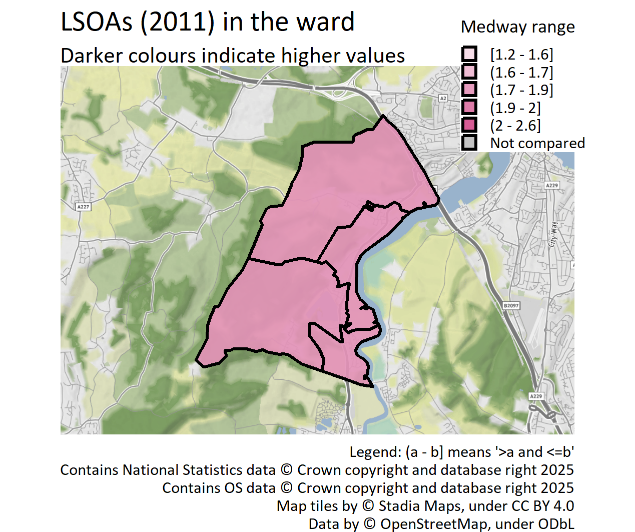 LSOAs (2011) in the ward
Darker colours indicate higher values
Medway range
[1.2 - 1.6]
(1.6 - 1.7]
(1.7 - 1.9]
(1.9 - 2]
(2 - 2.6]
Not compared
A2
A229
A227
City Way
B2097
A229
Legend: (a - b] means '>a and <=b'
Contains National Statistics data © Crown copyright and database right 2025
Contains OS data © Crown copyright and database right 2025
Map tiles by © Stadia Maps, under CC BY 4.0
Data by © OpenStreetMap, under ODbL